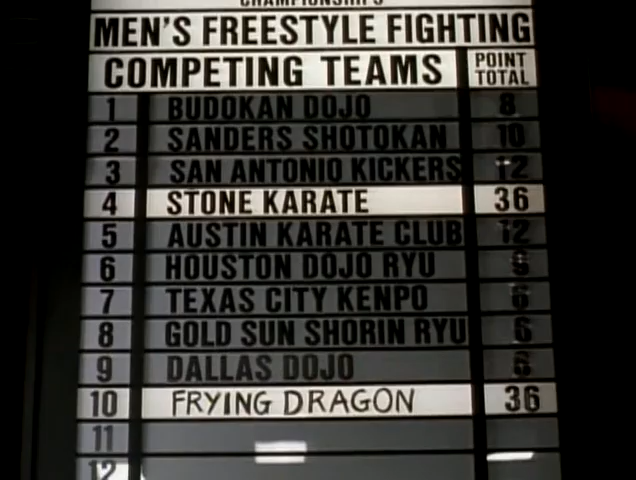 CHAMPIONSHIPS
MEN'S FREESTYLE FIGHTING
COMPETING TEAMS POINT TOTAL
1 BUDOKAN DOJO 8
2 SANDERS SHOTOKAN 10
3 SAN ANTONIO KICKERS 12
4 STONE KARATE 36
5 AUSTIN KARATE CLUB 12
6 HOUSTON DOJO RYU
7 TEXAS CITY KENPO 6
8 GOLD SUN SHORIN RYU 6
9 DALLAS DOJO 6
10 FRYING DRAGON 36
11
12